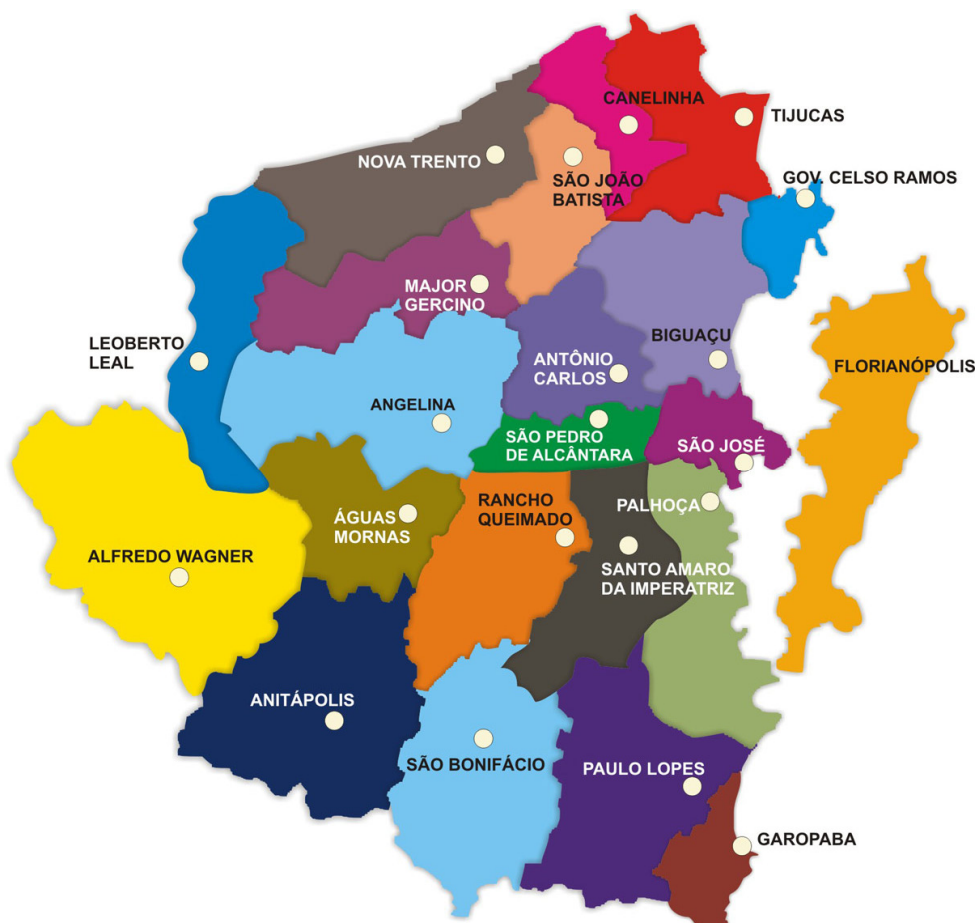 CANELINHA
TIJUCAS
NOVA TRENTO
SÃO JOÃO
BATISTA
GOV. CELSO RAMOS
MAJOR
GERCINO
LEOBERTO
LEAL
BIGUAÇU
ANTÔNIO
CARLOS
FLORIANÓPOLIS
ANGELINA
SÃO PEDRO
DE ALCÂNTARA
SÃO JOSÉ
RANCHO
QUEIMADO
PALHOÇA
ÁGUAS
MORNAS
ALFREDO WAGNER
SANTO AMARO
DA IMPERATRIZ
ANITÁPOLIS
SÃO BONIFÁCIO
PAULO LOPES
GAROPABA